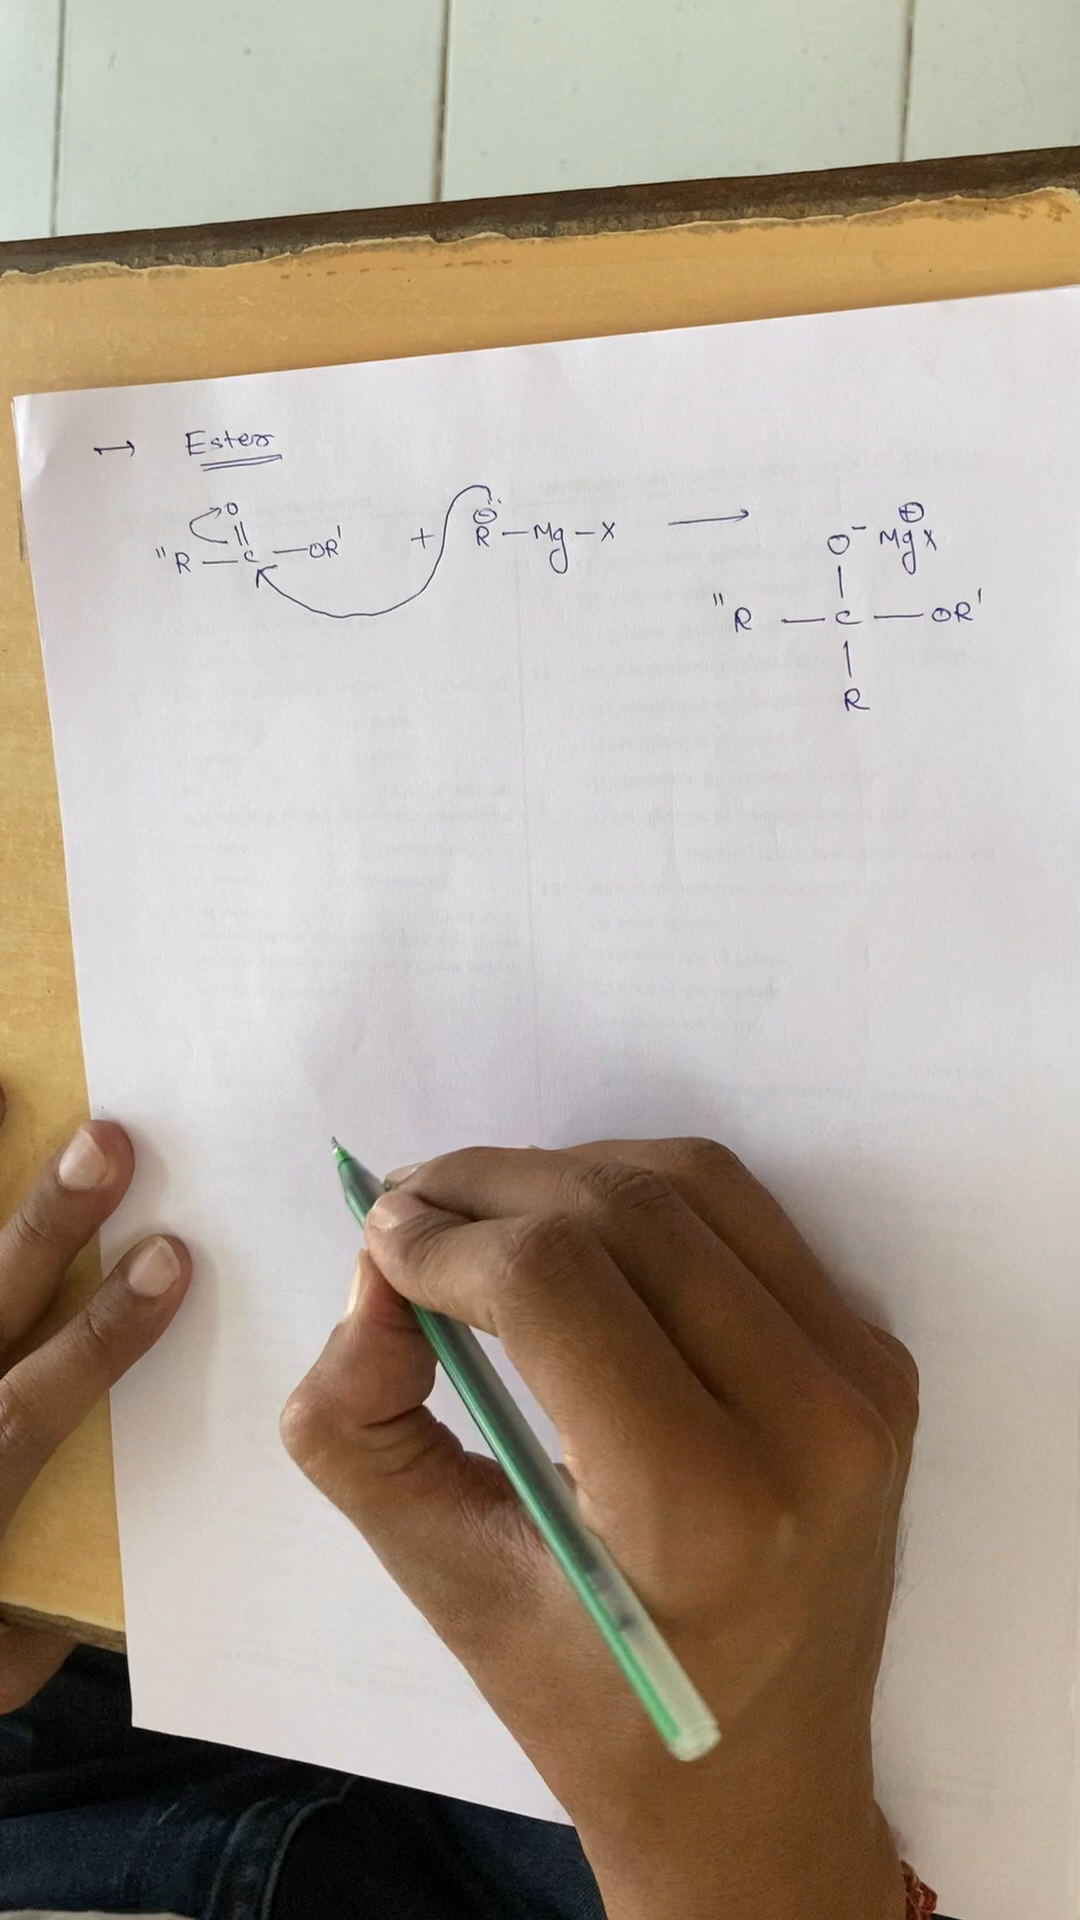 → Ester
O
"R — C — OR' + R̈ — Mg — X → O⁻ Mg⊕X
"R — C — OR'
R